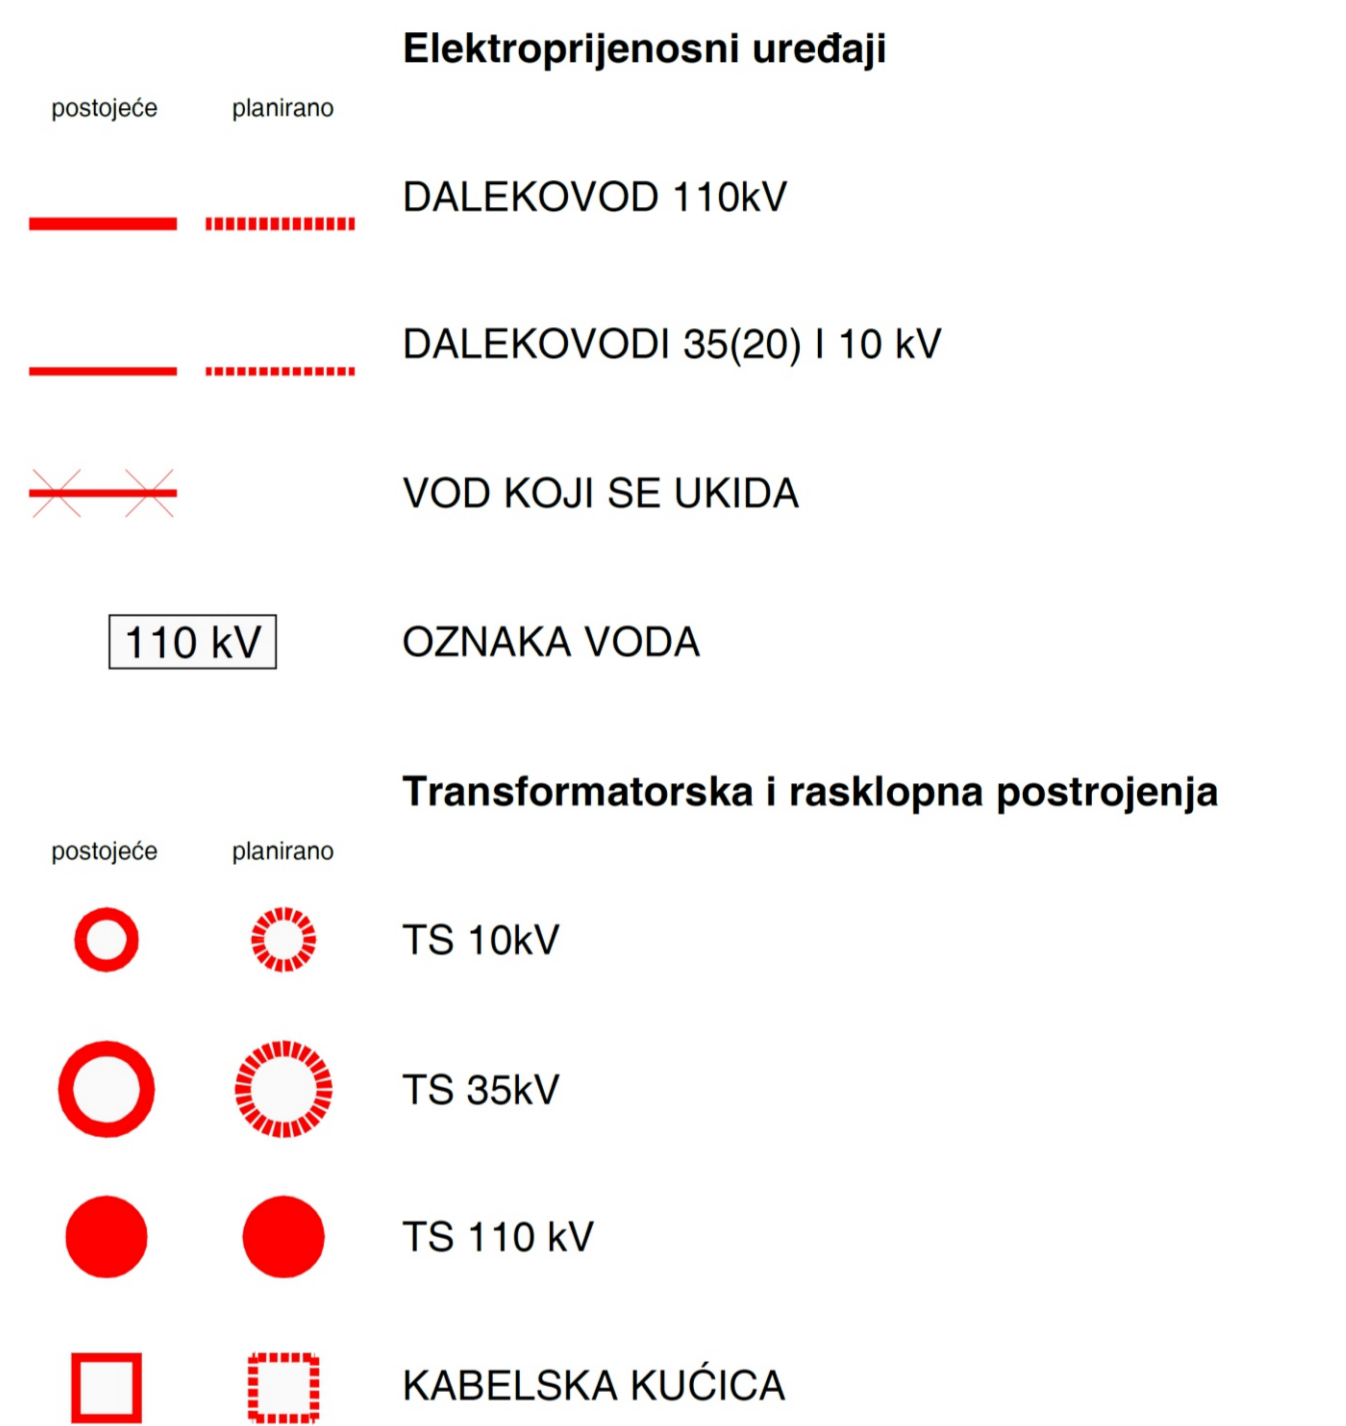 Elektroprijenosni uređaji
postojeće planirano
DALEKOVOD 110kV
DALEKOVODI 35(20) I 10 kV
VOD KOJI SE UKIDA
110 kV OZNAKA VODA
Transformatorska i rasklopna postrojenja
postojeće planirano
TS 10kV
TS 35kV
TS 110 kV
KABELSKA KUĆICA